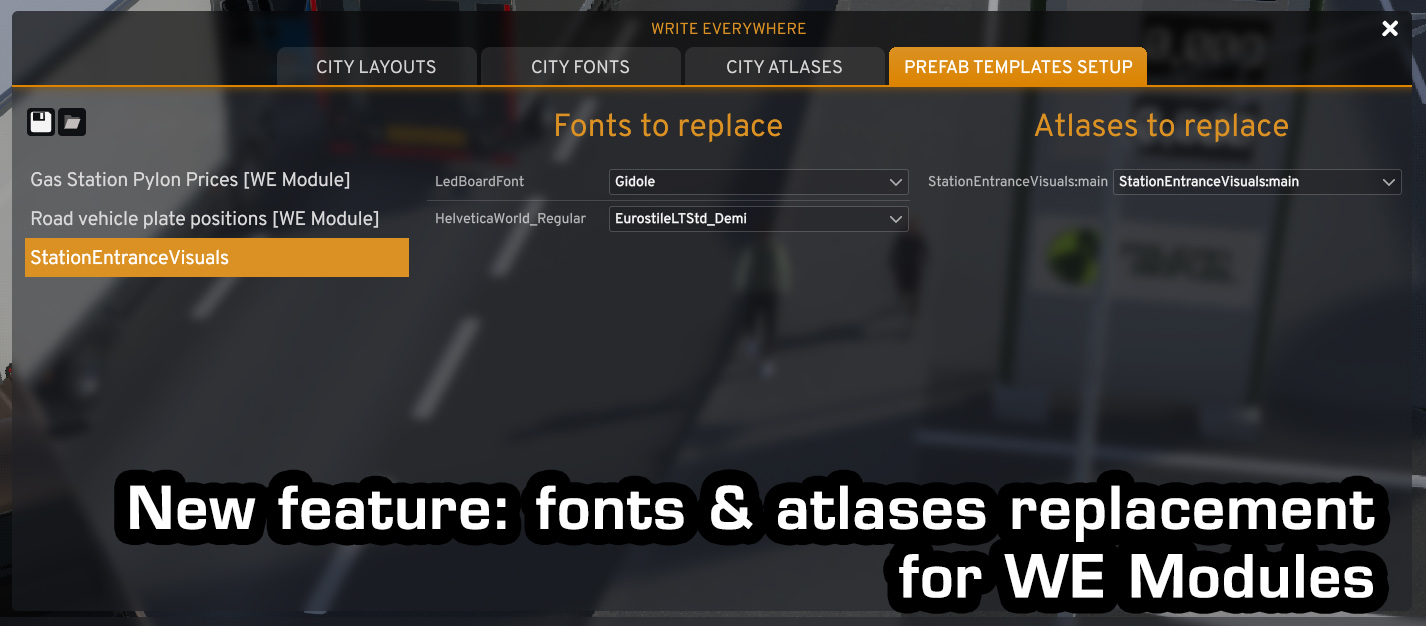 WRITE EVERYWHERE
CITY LAYOUTS
CITY FONTS
CITY ATLASES
PREFAB TEMPLATES SETUP
Fonts to replace
Atlases to replace
Gas Station Pylon Prices [WE Module]
Road vehicle plate positions [WE Module]
StationEntranceVisuals
LedBoardFont
Gidole
HelveticaWorld_Regular
EurostileLTStd_Demi
StationEntranceVisuals:main
StationEntranceVisuals:main
New feature: fonts & atlases replacement
for WE Modules